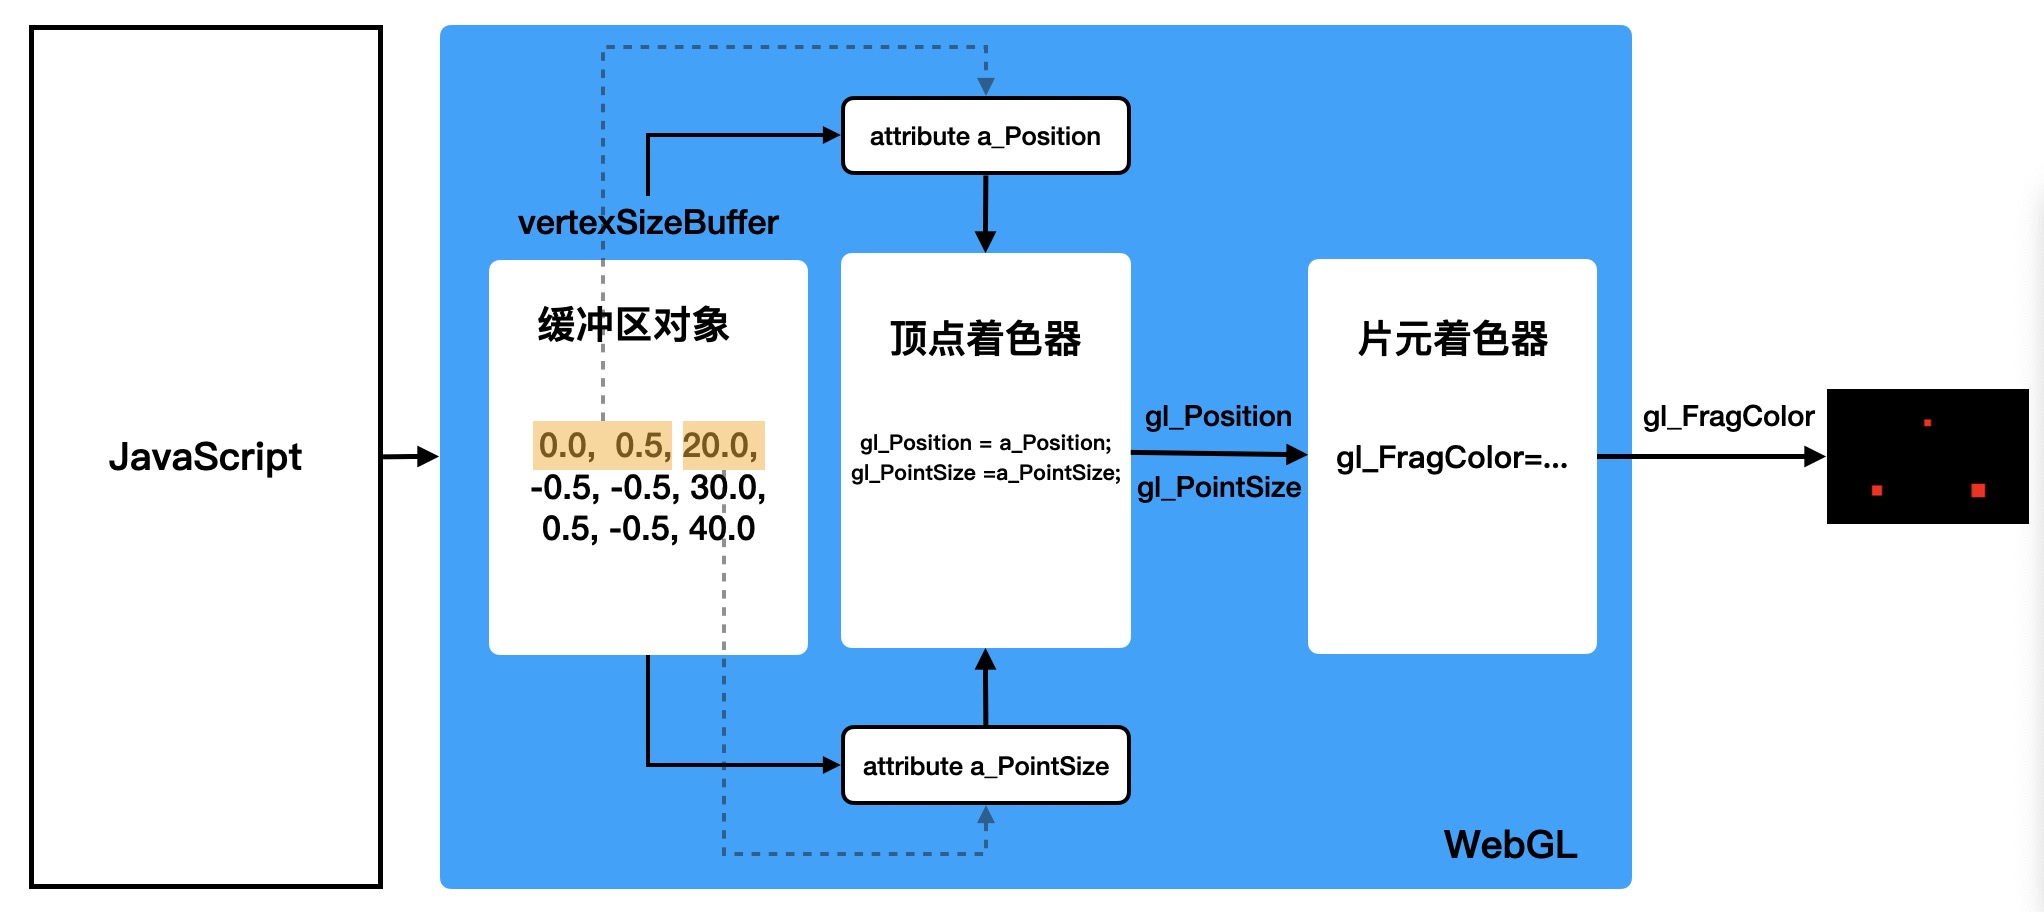 JavaScript
attribute a_Position
vertexSizeBuffer
缓冲区对象
0.0, 0.5, 20.0,
-0.5, -0.5, 30.0,
0.5, -0.5, 40.0
顶点着色器
gl_Position = a_Position;
gl_PointSize =a_PointSize;
attribute a_PointSize
gl_Position
gl_PointSize
片元着色器
gl_FragColor=...
gl_FragColor
WebGL